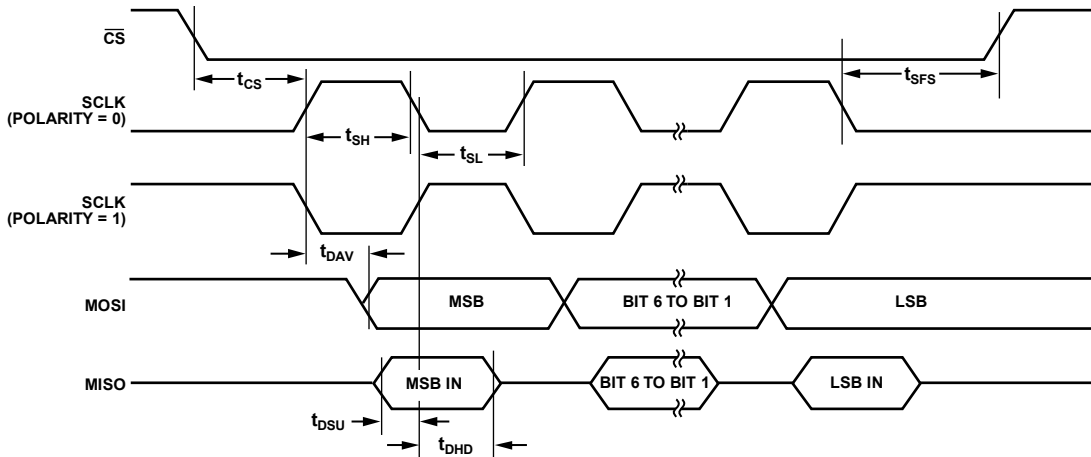 CS
tCS
tSFS
SCLK
(POLARITY = 0)
tSH
tSL
SCLK
(POLARITY = 1)
tDAV
MOSI
MSB
BIT 6 TO BIT 1
LSB
MISO
MSB IN
BIT 6 TO BIT 1
LSB IN
tDSU
tDHD